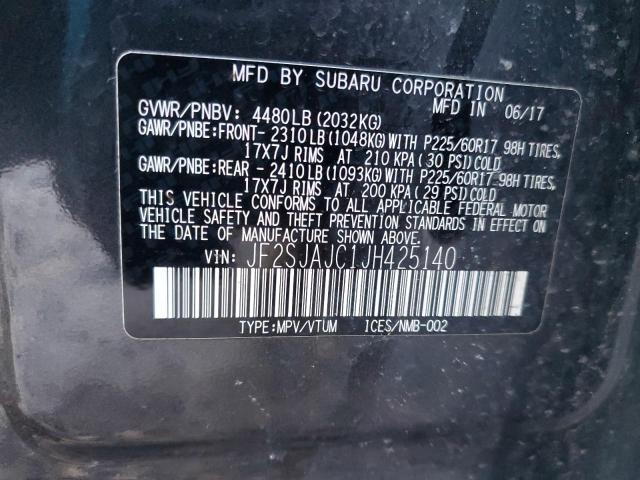 MFD BY SUBARU CORPORATION
GVWR/PNBV: 4480LB(2032KG) MFD IN 06/17
GAWR/PNBE:FRONT- 2310LB(1048KG)WITH P225/60R17 98H TIRES,
17X7J RIMS AT 210 KPA(30 PSI)COLD
GAWR/PNBE:REAR - 2410LB(1093KG)WITH P225/60R17 98H TIRES,
17X7J RIMS AT 200 KPA(29 PSI)COLD
THIS VEHICLE CONFORMS TO ALL APPLICABLE FEDERAL MOTOR
VEHICLE SAFETY AND THEFT PREVENTION STANDARDS IN EFFECT
ON THE DATE OF MANUFACTURE SHOWN ABOVE.
VIN: JF2SJAJC1JH425140
TYPE:MPV/VTUM ICES/NMB-002